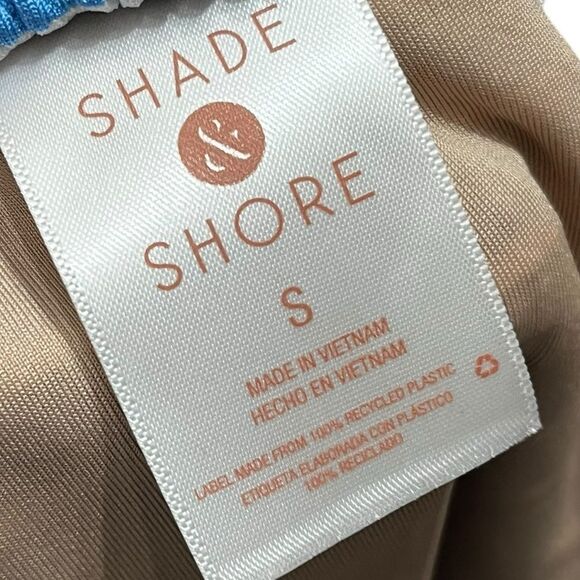 SHADE
&
SHORE
S
MADE IN VIETNAM
HECHO EN VIETNAM
LABEL MADE FROM 100% RECYCLED PLASTIC
ETIQUETA ELABORADA CON PLÁSTICO
100% RECICLADO